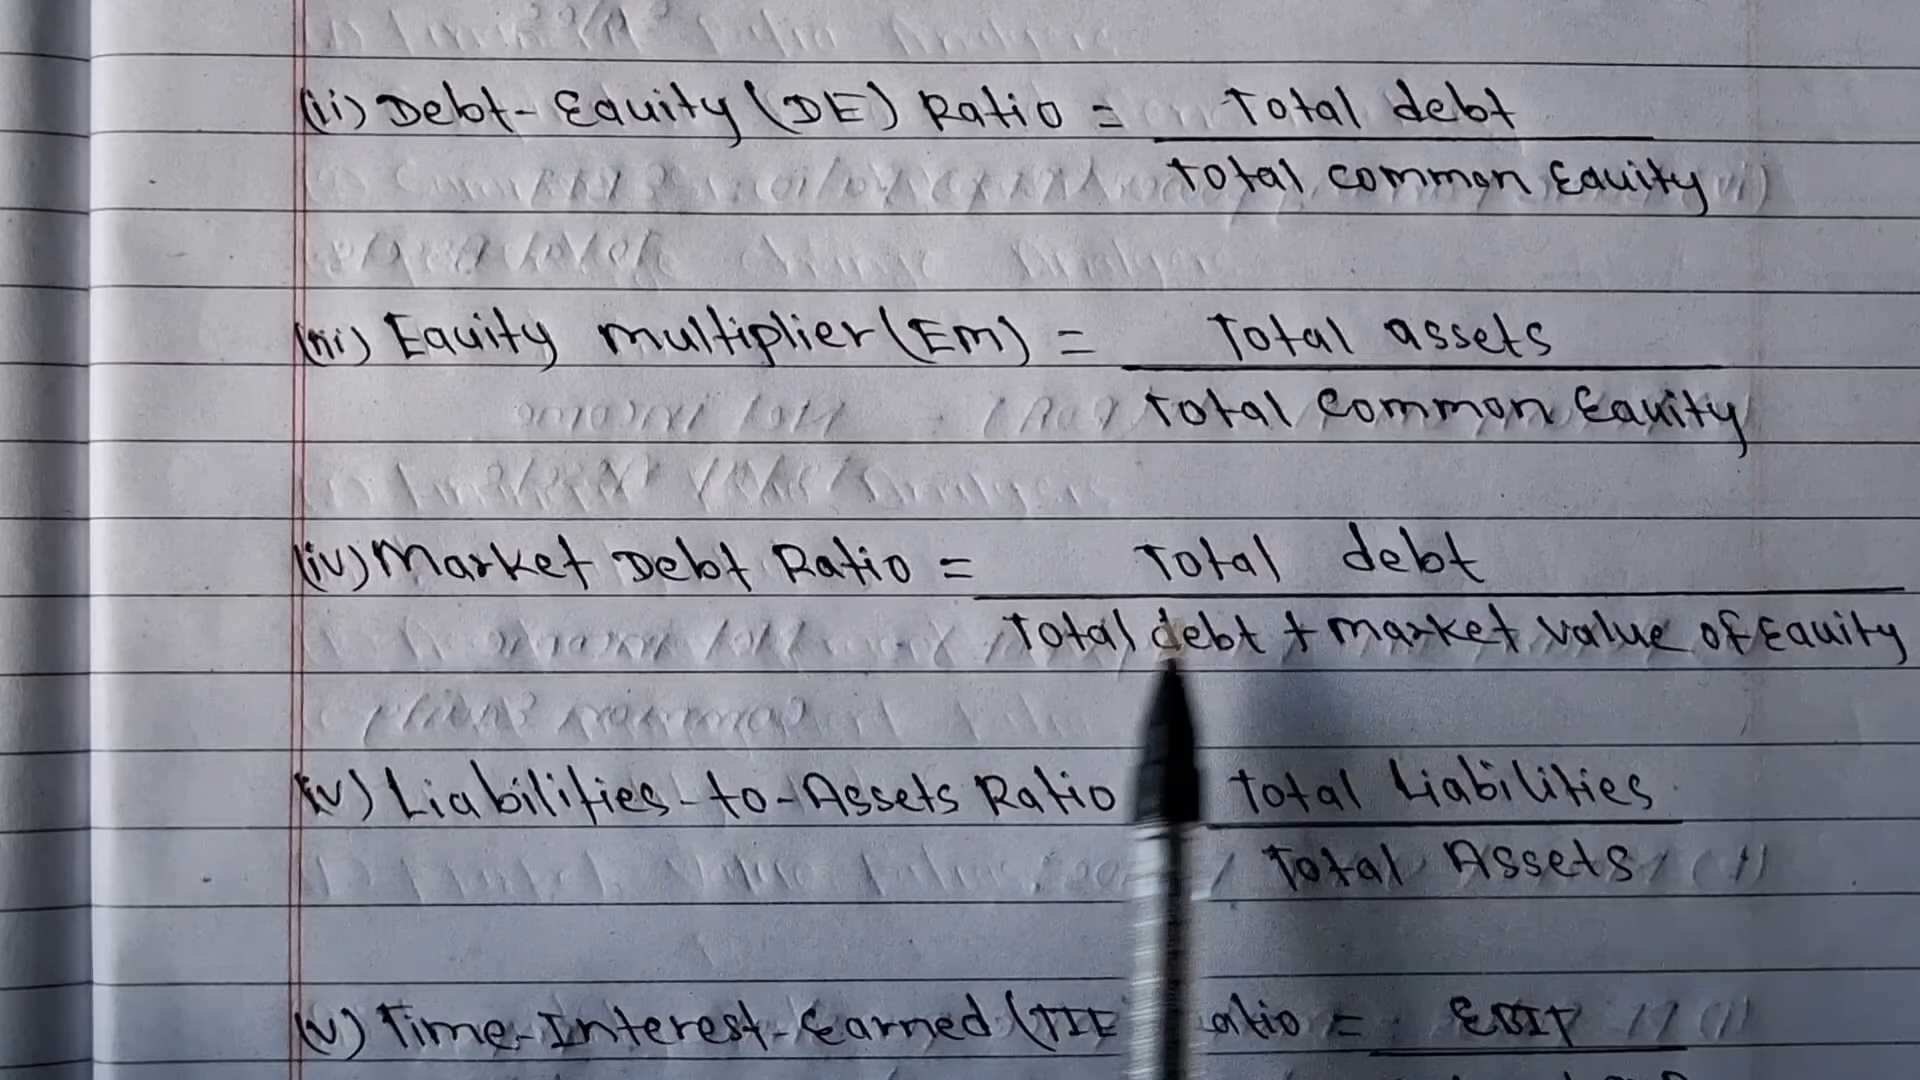 (ii) Debt-Equity (DE) Ratio = Total debt
Total common Equity
(iii) Equity multiplier (EM) = Total assets
Total common Equity
(iv) Market Debt Ratio = Total debt
Total debt + market value of Equity
(v) Liabilities-to-Assets Ratio Total Liabilities
Total Assets
(v) Time-Interest-Earned (TIE atio = EBIT